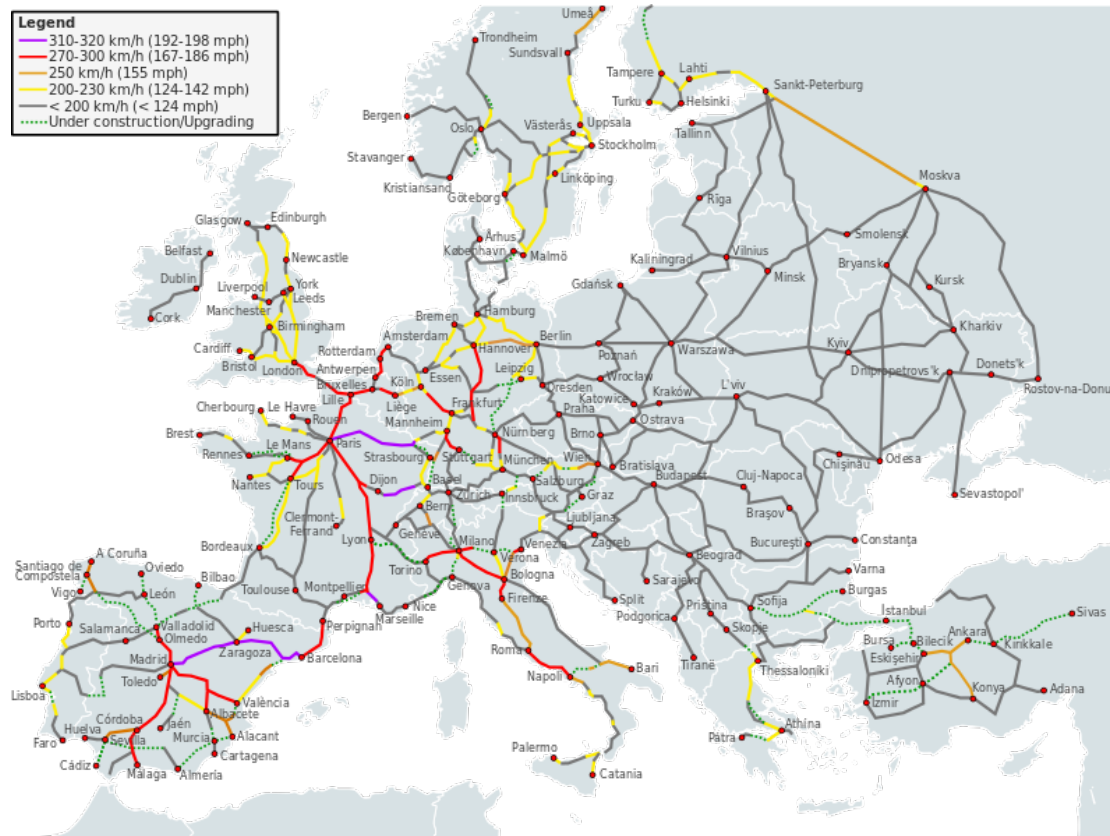 Legend
310-320 km/h (192-198 mph)
270-300 km/h (167-186 mph)
250 km/h (155 mph)
200-230 km/h (124-142 mph)
< 200 km/h (< 124 mph)
Under construction/Upgrading
Umeå
Trondheim
Sundsvall
Tampere
Lahti
Sankt-Peterburg
Turku
Helsinki
Bergen
Oslo
Västerås
Uppsala
Tallinn
Stockholm
Stavanger
Linköping
Moskva
Kristiansand
Göteborg
Rīga
Glasgow
Edinburgh
Smolensk
Belfast
Århus
København
Malmö
Vilnius
Newcastle
Kaliningrad
Minsk
Bryansk
Dublin
Liverpool
York
Leeds
Gdańsk
Kursk
Manchester
Cork
Hamburg
Bremen
Birmingham
Amsterdam
Kharkiv
Cardiff
Rotterdam
Hannover
Berlin
Poznań
Warszawa
Kyiv
Bristol
London
Antwerpen
Leipzig
Bruxelles
Köln
Essen
Dresden
Wrocław
Dnipropetrovs'k
Donets'k
Lille
Rostov-na-Donu
Katowice
Kraków
L'viv
Cherbourg
Le Havre
Liège
Frankfurt
Praha
Rouen
Mannheim
Ostrava
Brest
Le Mans
Paris
Nürnberg
Brno
Rennes
Strasbourg
Stuttgart
München
Wien
Chişinău
Odesa
Bratislava
Nantes
Tours
Dijon
Basel
Zürich
Innsbruck
Salzburg
Budapest
Cluj-Napoca
Sevastopol'
Graz
Bern
Clermont-
Ferrand
Genève
Ljubljana
Braşov
Bordeaux
Lyon
Milano
Venezia
Zagreb
Bucureşti
Constanţa
A Coruña
Verona
Beograd
Santiago de
Compostela
Oviedo
Torino
Bologna
Varna
Bilbao
Toulouse
Montpellier
Genova
Sarajevo
Burgas
Vigo
León
Nice
Firenze
Split
Marseille
Porto
Valladolid
Huesca
Perpignan
Podgorica
Priština
Sofija
Istanbul
Sivas
Salamanca
Olmedo
Skopje
Bursa
Bilecik
Ankara
Kırıkkale
Zaragoza
Roma
Madrid
Barcelona
Tiranë
Thessaloníki
Eskişehir
Toledo
Napoli
Bari
Afyon
Adana
Lisboa
Konya
València
Izmir
Albacete
Córdoba
Huelva
Jaén
Faro
Sevilla
Murcia
Alacant
Pátra
Athína
Cartagena
Palermo
Cádiz
Málaga
Almería
Catania